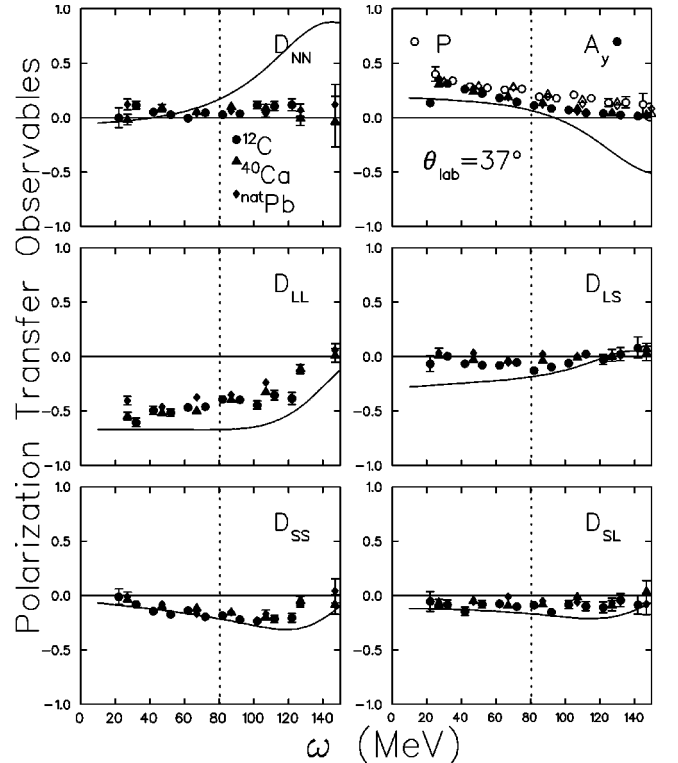 Polarization Transfer Observables
1.0
0.5
0.0
−0.5
−1.0
D_NN
● ¹²C
▲ ⁴⁰Ca
♦ ⁿᵃᵗPb
1.0
0.5
0.0
−0.5
−1.0
○ P A_y ●
θ_lab=37°
1.0
0.5
0.0
−0.5
−1.0
D_LL
1.0
0.5
0.0
−0.5
−1.0
D_LS
1.0
0.5
0.0
−0.5
−1.0
D_SS
1.0
0.5
0.0
−0.5
−1.0
D_SL
0 20 40 60 80 100 120 140
0 20 40 60 80 100 120 140
ω (MeV)